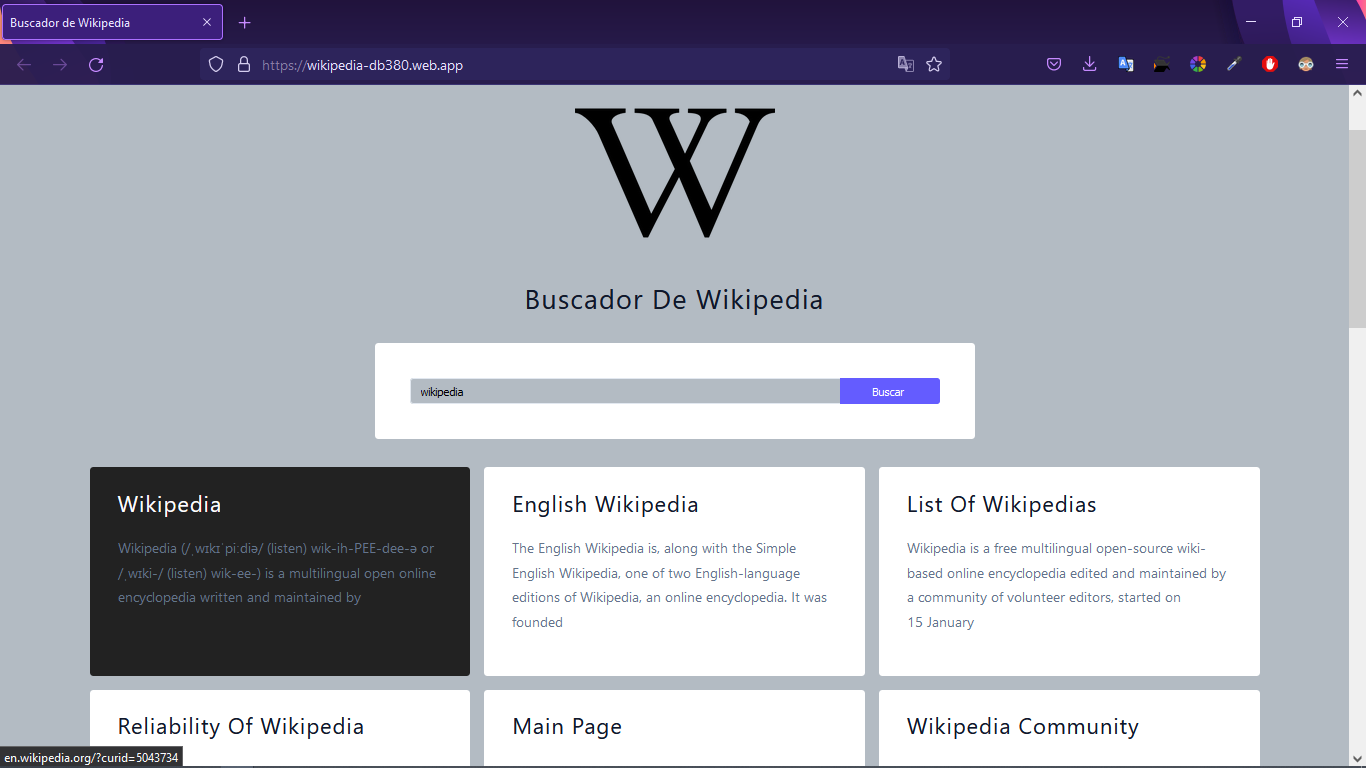 Buscador de Wikipedia
https://wikipedia-db380.web.app
W
Buscador De Wikipedia
wikipedia
Buscar
Wikipedia
Wikipedia (/ˌwɪkɪˈpiːdiə/ (listen) wik-ih-PEE-dee-ə or
/ˌwɪki-/ (listen) wik-ee-) is a multilingual open online
encyclopedia written and maintained by
English Wikipedia
The English Wikipedia is, along with the Simple
English Wikipedia, one of two English-language
editions of Wikipedia, an online encyclopedia. It was
founded
List Of Wikipedias
Wikipedia is a free multilingual open-source wiki-
based online encyclopedia edited and maintained by
a community of volunteer editors, started on
15 January
Reliability Of Wikipedia
Main Page
Wikipedia Community
en.wikipedia.org/?curid=5043734